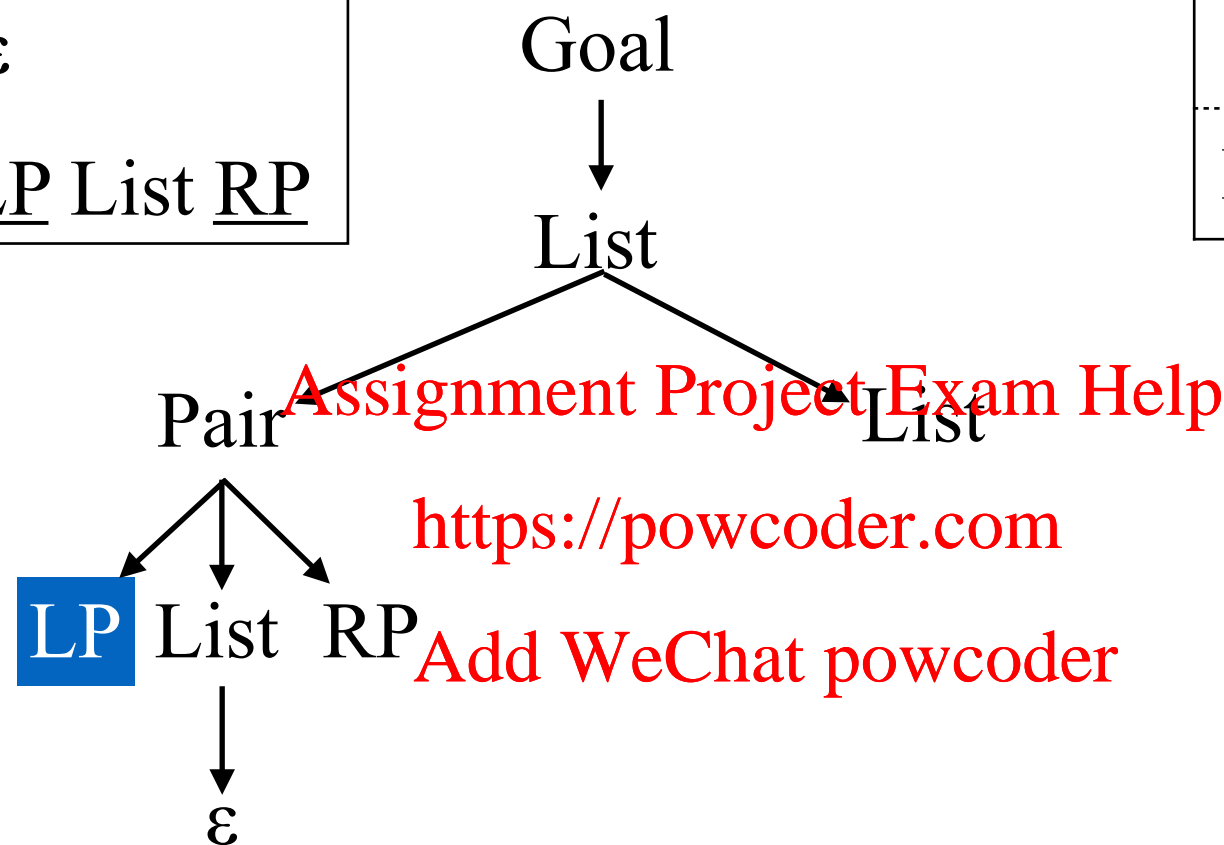 ε
Goal
LP List RP
List
Assignment Project Exam Help
Pair
List
https://powcoder.com
LP List RP
Add WeChat powcoder
ε